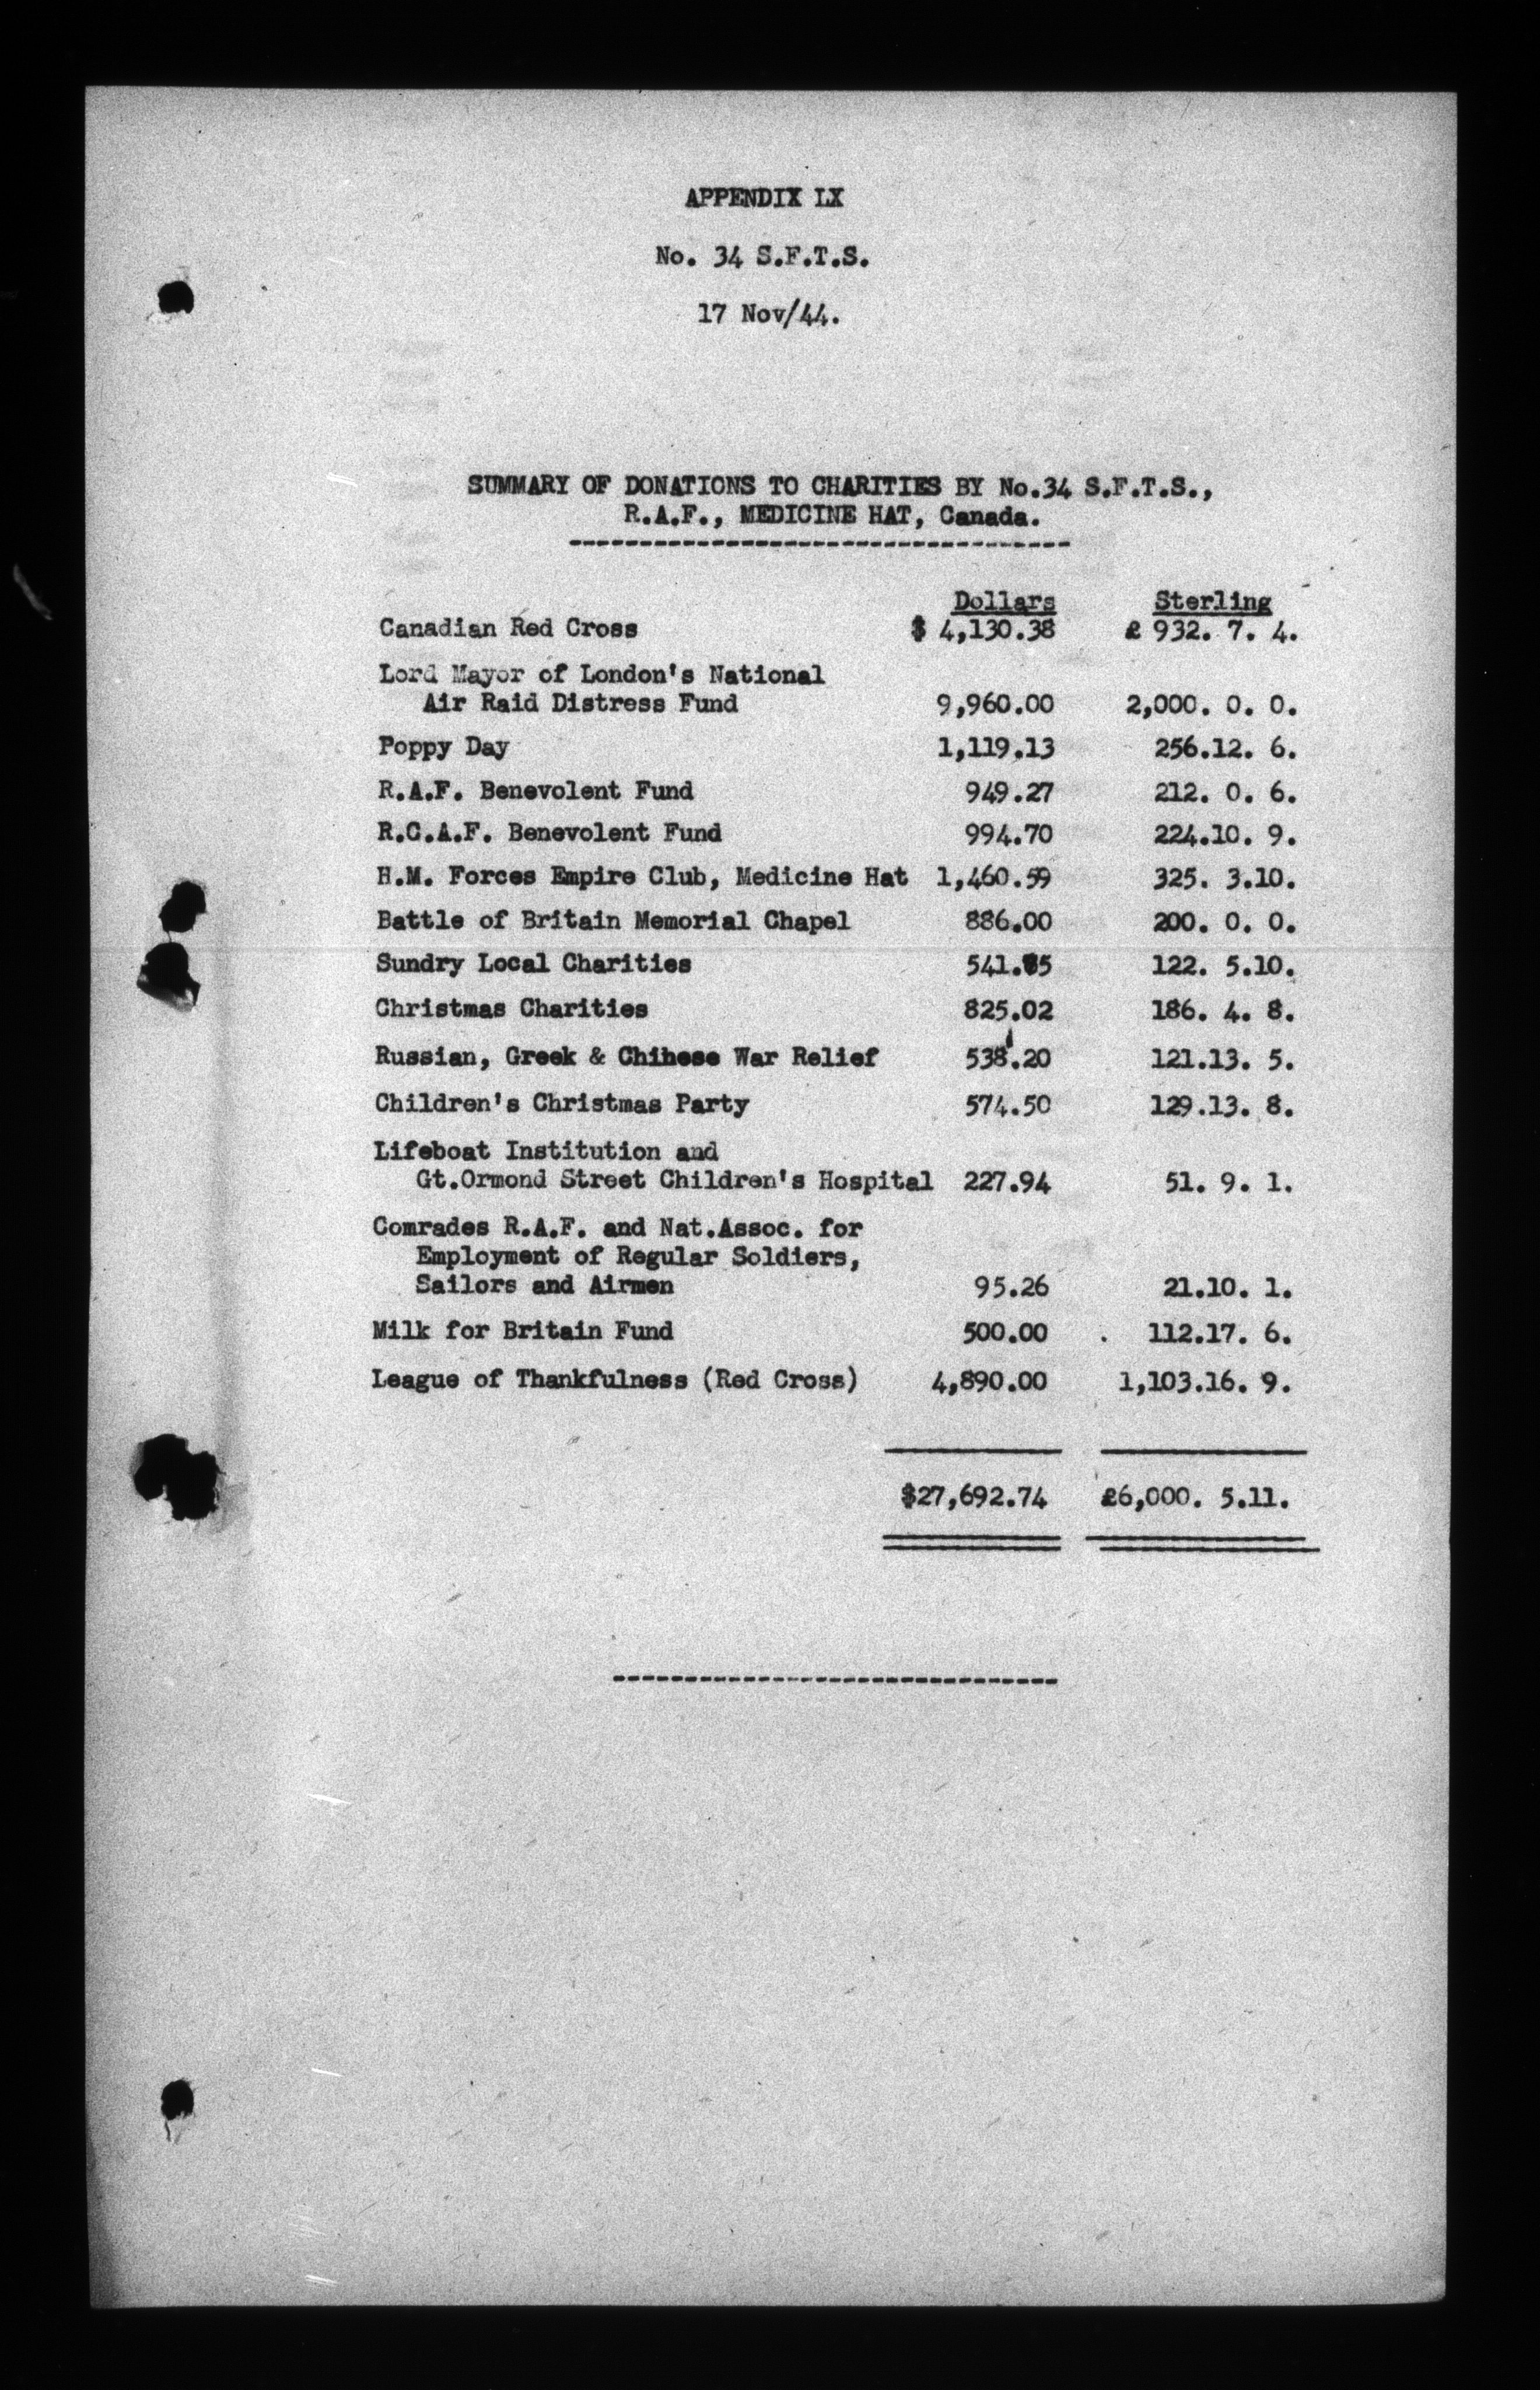 APPENDIX LX
No. 34 S.F.T.S.
17 Nov/44.
SUMMARY OF DONATIONS TO CHARITIES BY No.34 S.F.T.S.,
R.A.F., MEDICINE HAT, Canada.
Dollars Sterling
Canadian Red Cross $ 4,130.38 £ 932. 7. 4.
Lord Mayor of London's National
Air Raid Distress Fund 9,960.00 2,000. 0. 0.
Poppy Day 1,119.13 256.12. 6.
R.A.F. Benevolent Fund 949.27 212. 0. 6.
R.C.A.F. Benevolent Fund 994.70 224.10. 9.
H.M. Forces Empire Club, Medicine Hat 1,460.59 325. 3.10.
Battle of Britain Memorial Chapel 886.00 200. 0. 0.
Sundry Local Charities 541.75 122. 5.10.
Christmas Charities 825.02 186. 4. 8.
Russian, Greek & Chihese War Relief 538.20 121.13. 5.
Children's Christmas Party 574.50 129.13. 8.
Lifeboat Institution and
Gt.Ormond Street Children's Hospital 227.94 51. 9. 1.
Comrades R.A.F. and Nat.Assoc. for
Employment of Regular Soldiers,
Sailors and Airmen 95.26 21.10. 1.
Milk for Britain Fund 500.00 112.17. 6.
League of Thankfulness (Red Cross) 4,890.00 1,103.16. 9.
$27,692.74 £6,000. 5.11.